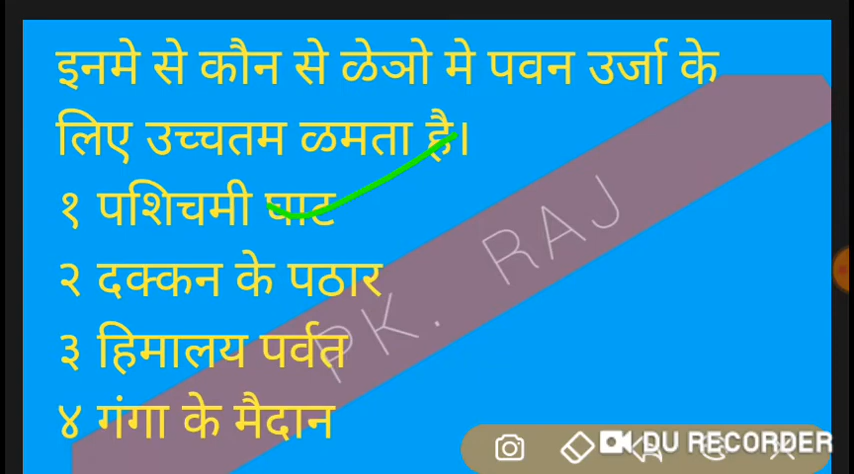 इनमे से कौन से ळेञो मे पवन उर्जा के
लिए उच्चतम ळमता है।
१ पशिचमी घाट
२ दक्कन के पठार
३ हिमालय पर्वत
४ गंगा के मैदान
PK. RAJ
DU RECORDER